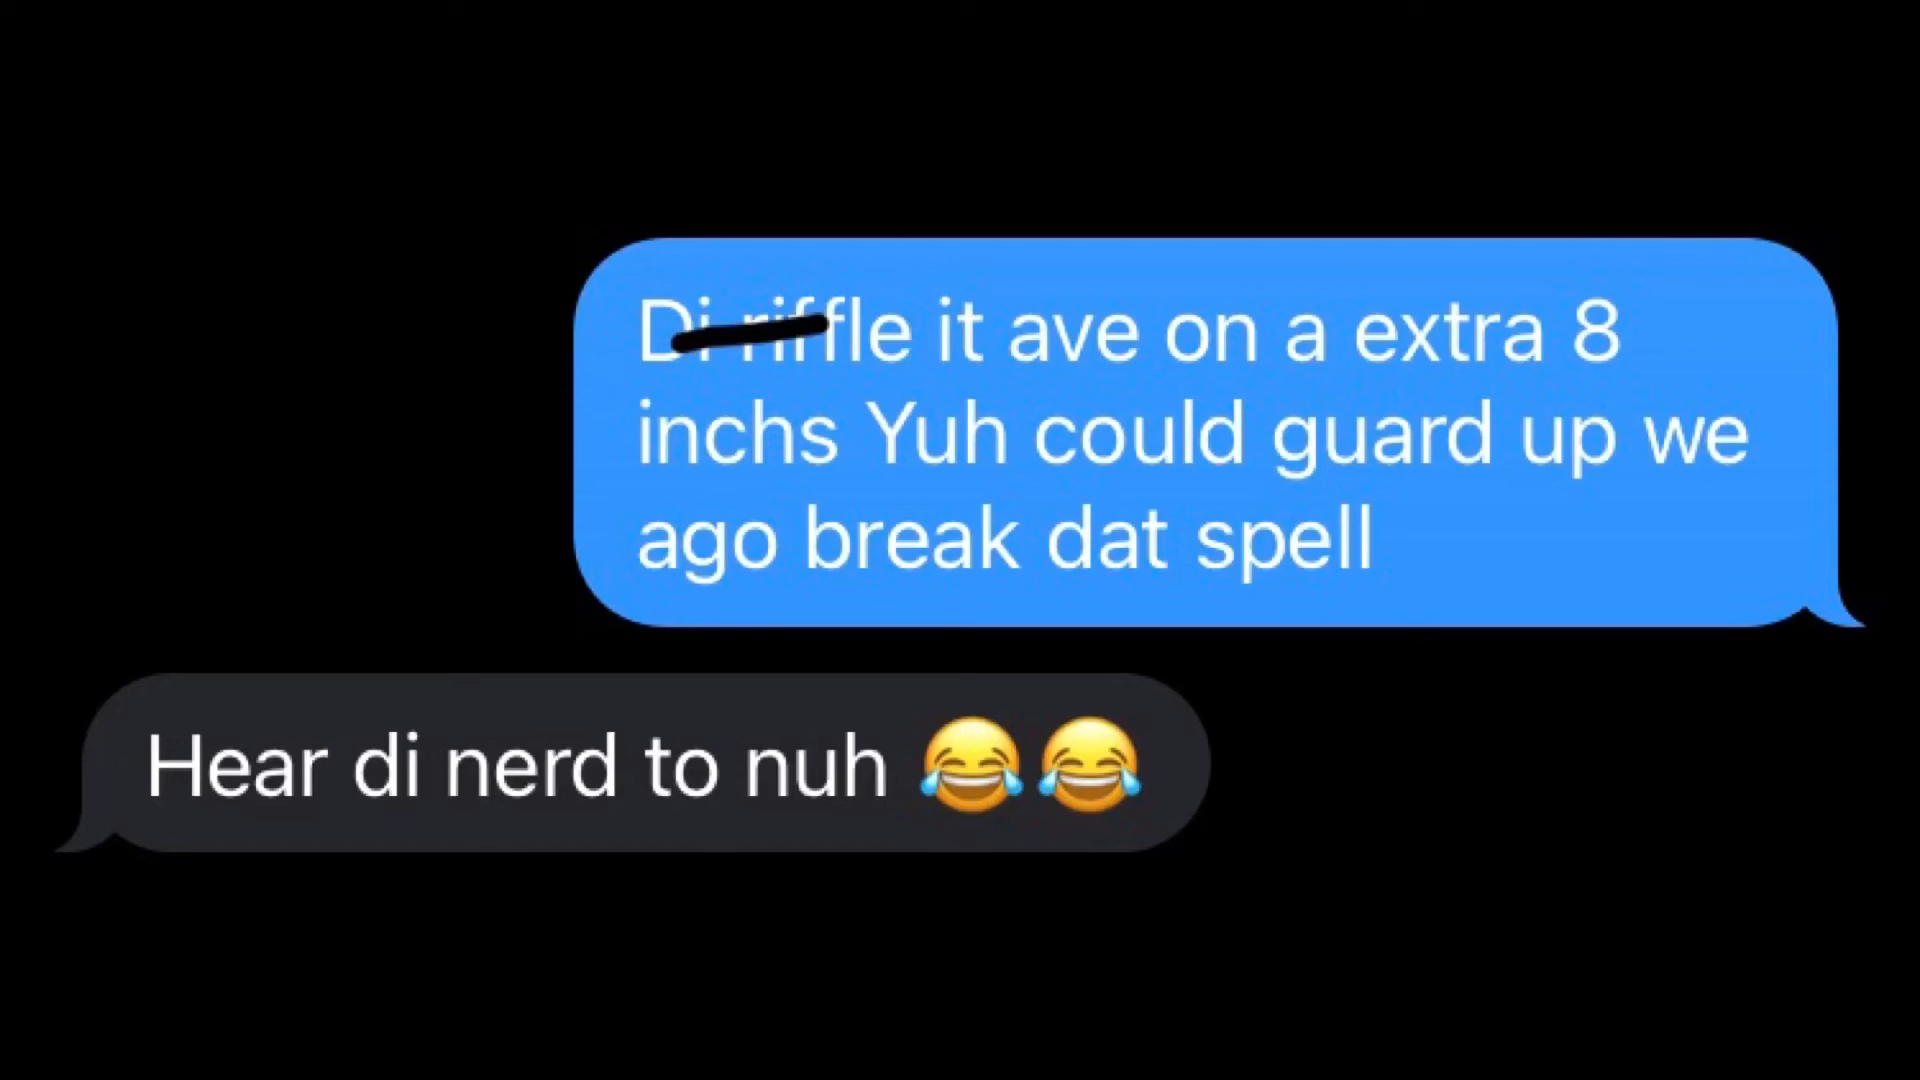 Di riffle it ave on a extra 8
inchs Yuh could guard up we
ago break dat spell
Hear di nerd to nuh 😂😂